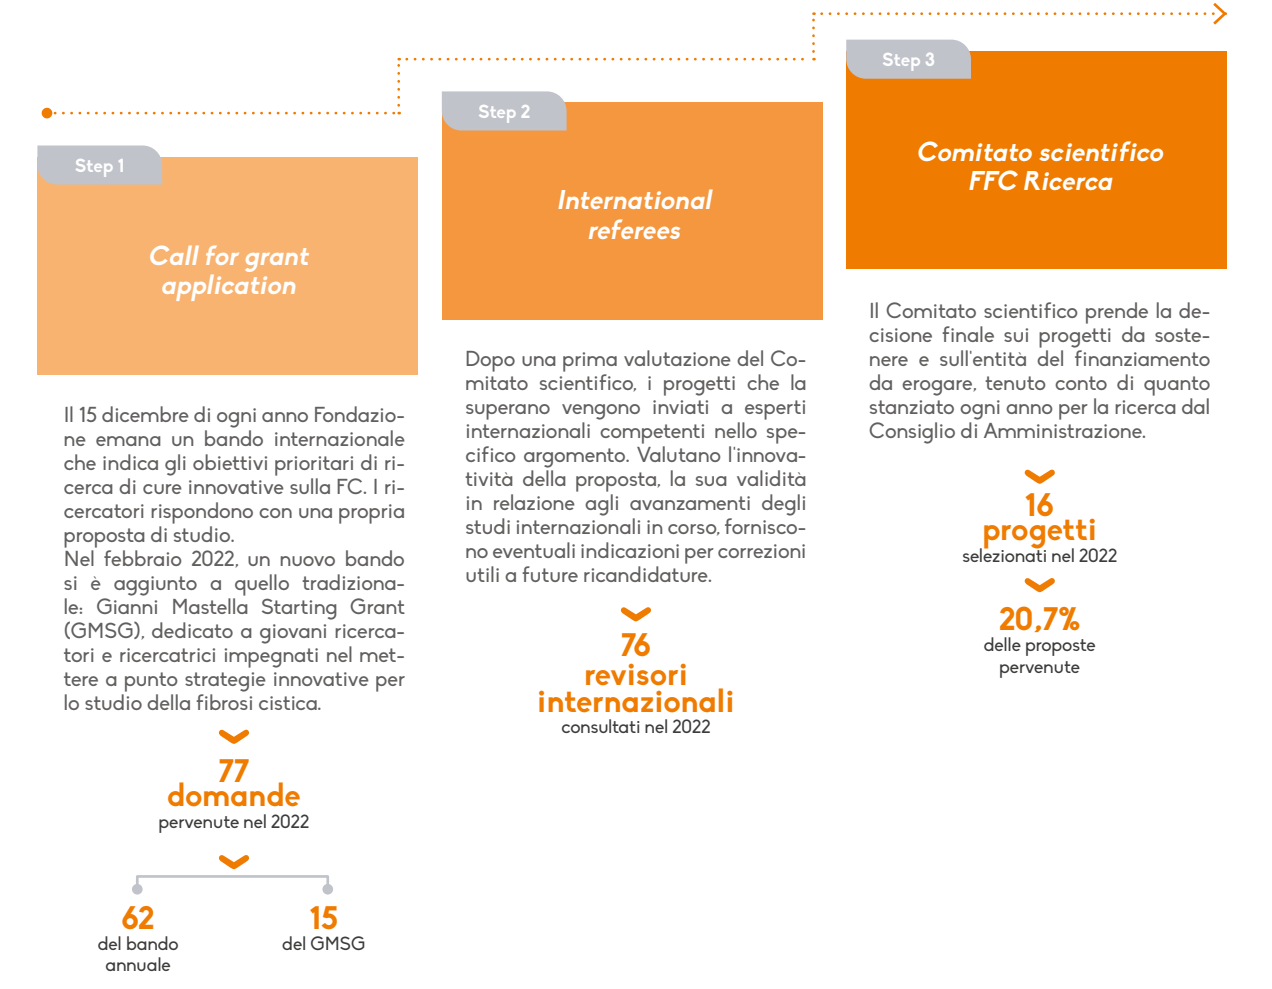 Step 1
Call for grant
application
Il 15 dicembre di ogni anno Fondazio-
ne emana un bando internazionale
che indica gli obiettivi prioritari di ri-
cerca di cure innovative sulla FC. I ri-
cercatori rispondono con una propria
proposta di studio.
Nel febbraio 2022, un nuovo bando
si è aggiunto a quello tradiziona-
le: Gianni Mastella Starting Grant
(GMSG), dedicato a giovani ricerca-
tori e ricercatrici impegnati nel met-
tere a punto strategie innovative per
lo studio della fibrosi cistica.
77
domande
pervenute nel 2022
62
del bando
annuale
15
del GMSG
Step 2
International
referees
Dopo una prima valutazione del Co-
mitato scientifico, i progetti che la
superano vengono inviati a esperti
internazionali competenti nello spe-
cifico argomento. Valutano l'innova-
tività della proposta, la sua validità
in relazione agli avanzamenti degli
studi internazionali in corso, fornisco-
no eventuali indicazioni per correzioni
utili a future ricandidature.
76
revisori
internazionali
consultati nel 2022
Step 3
Comitato scientifico
FFC Ricerca
Il Comitato scientifico prende la de-
cisione finale sui progetti da soste-
nere e sull'entità del finanziamento
da erogare, tenuto conto di quanto
stanziato ogni anno per la ricerca dal
Consiglio di Amministrazione.
16
progetti
selezionati nel 2022
20,7%
delle proposte
pervenute